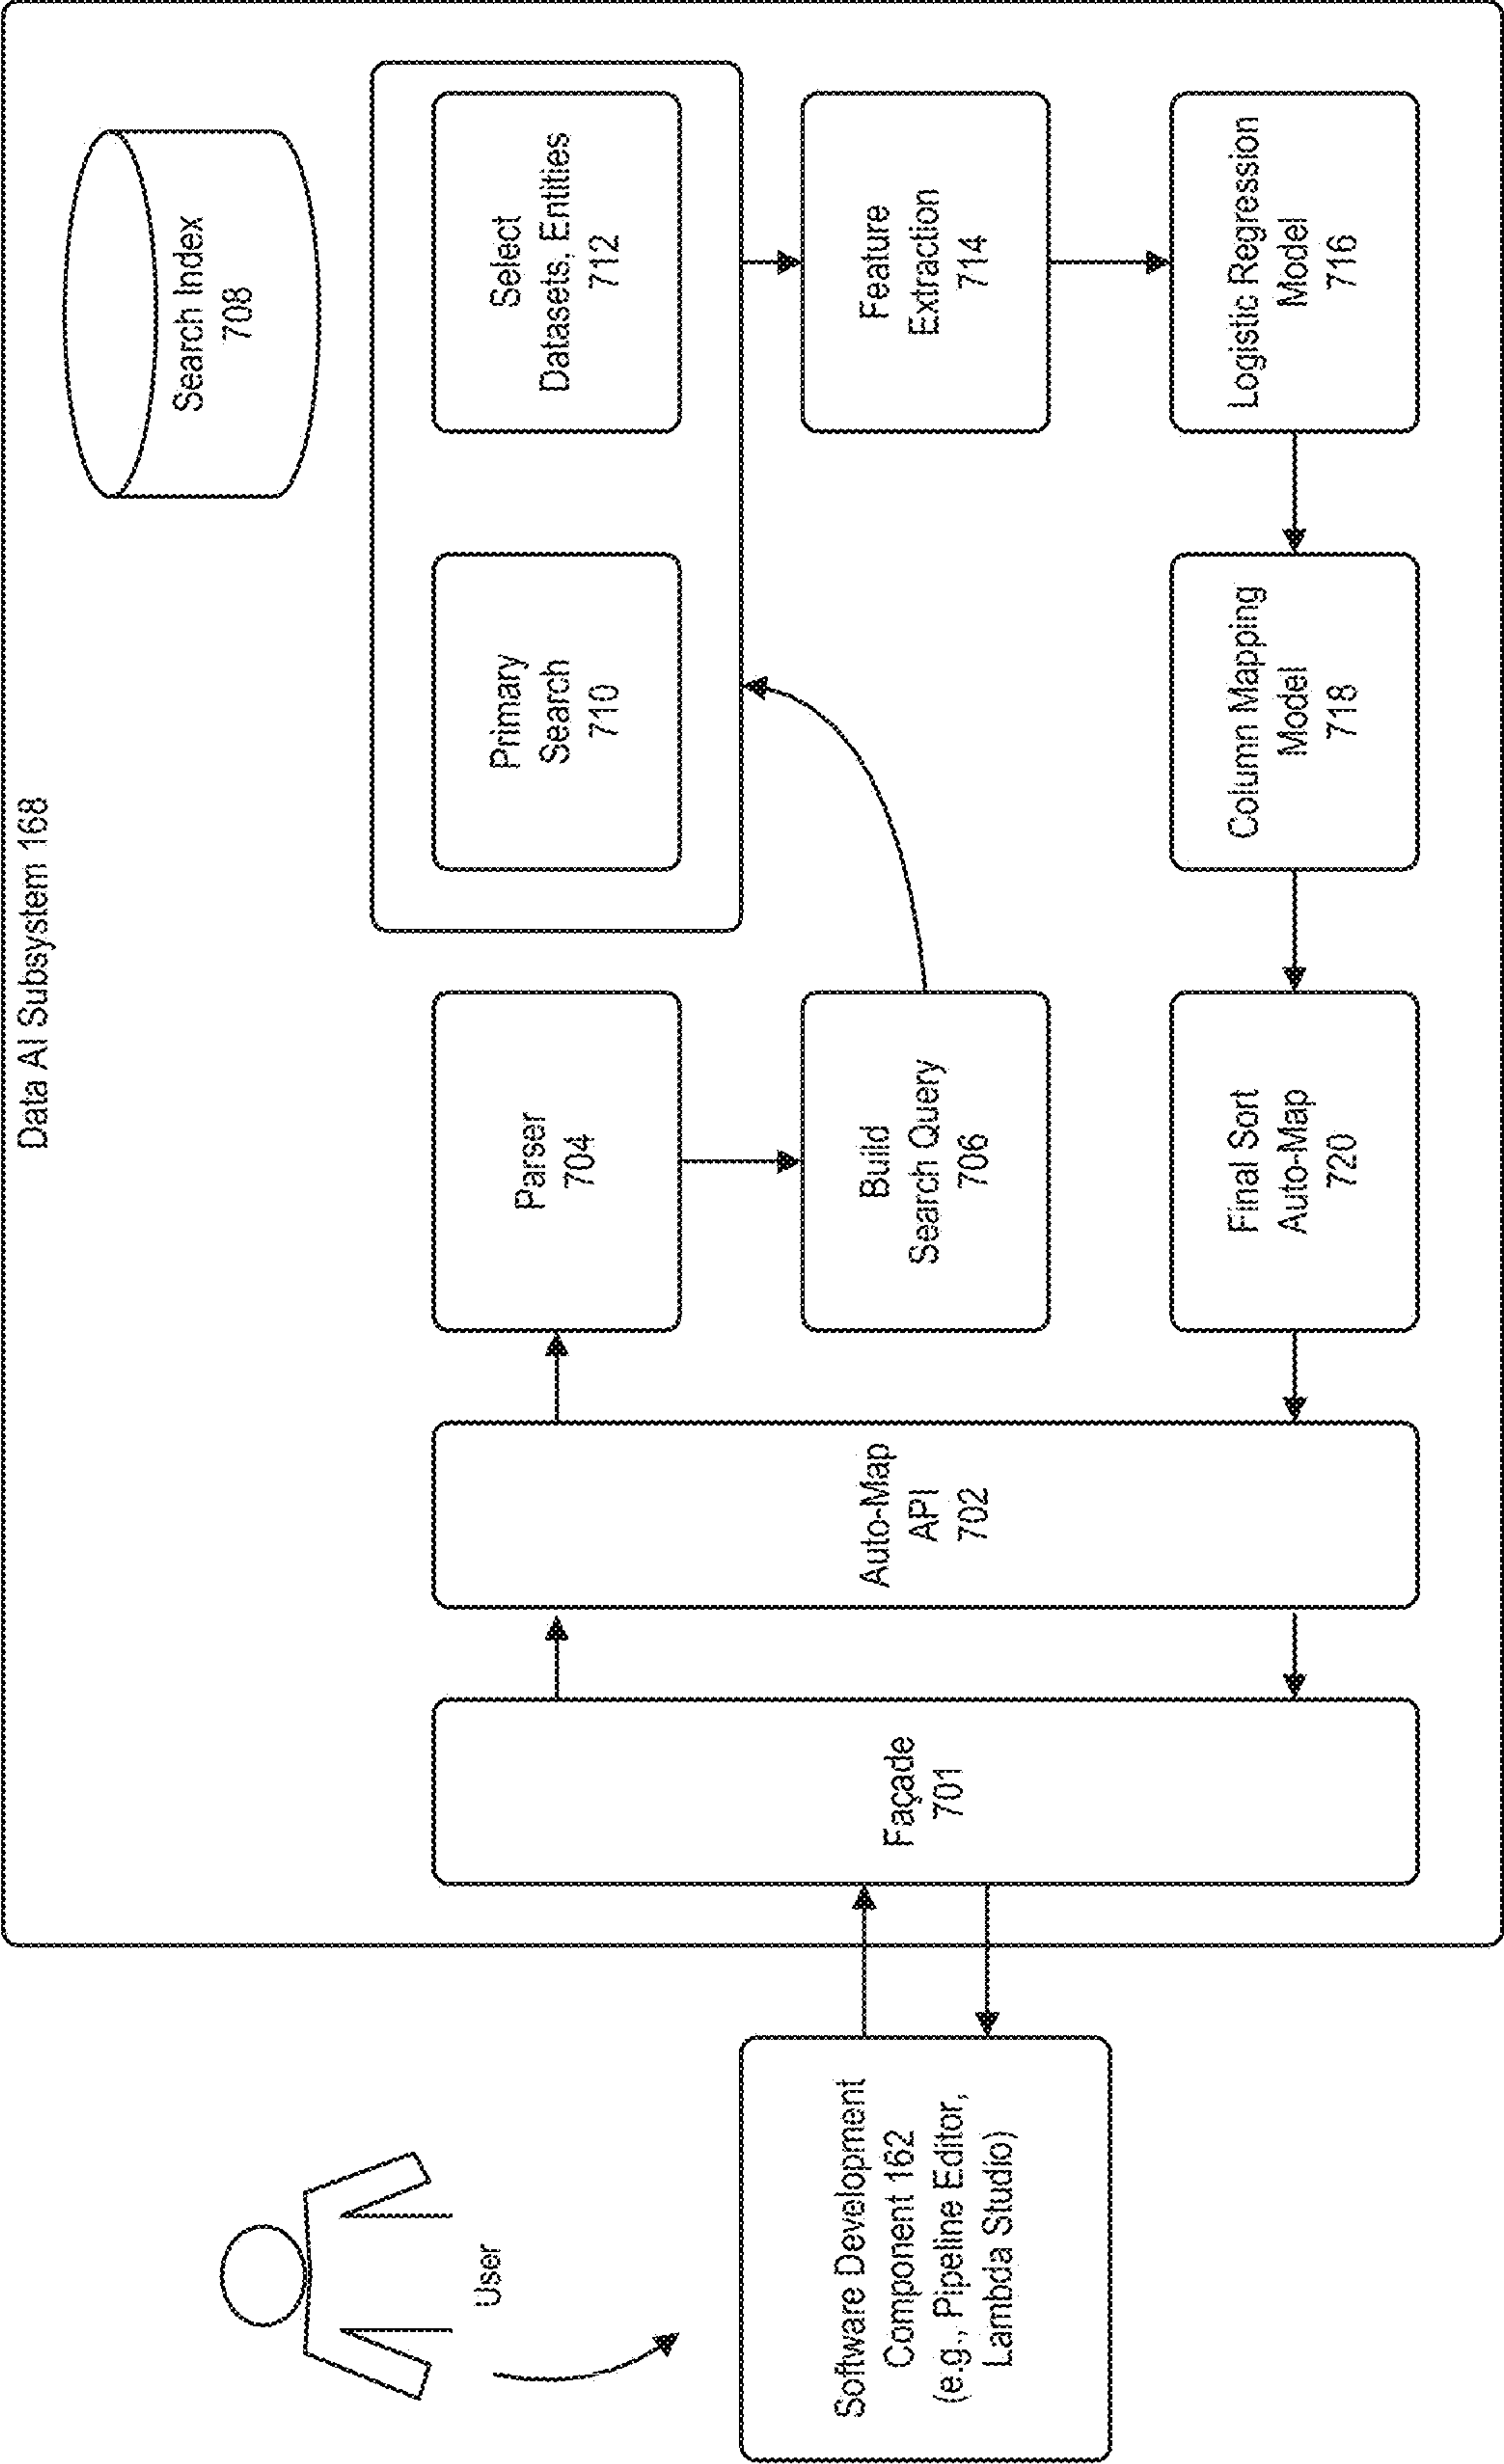 Data AI Subsystem 168
Search Index
708
User
Software Development
Component 162
(e.g., Pipeline Editor,
Lambda Studio)
Façade
701
Auto-Map
API
702
Parser
704
Build
Search Query
706
Primary
Search
710
Select
Datasets, Entities
712
Feature
Extraction
714
Logistic Regression
Model
716
Column Mapping
Model
718
Final Sort
Auto-Map
720